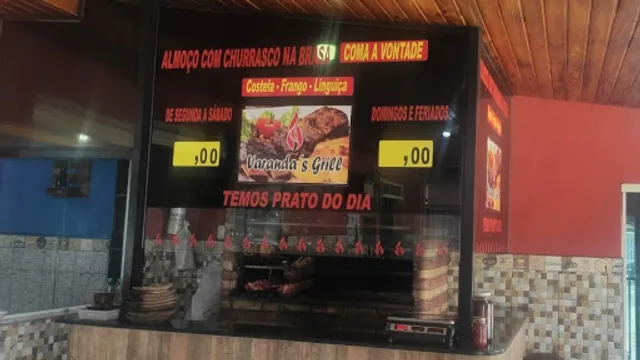 ALMOÇO COM CHURRASCO NA BRASA
COMA A VONTADE
Costela - Frango - Linguiça
DE SEGUNDA A SÁBADO
DOMINGOS E FERIADOS
,00
,00
Varanda´s Grill
TEMOS PRATO DO DIA